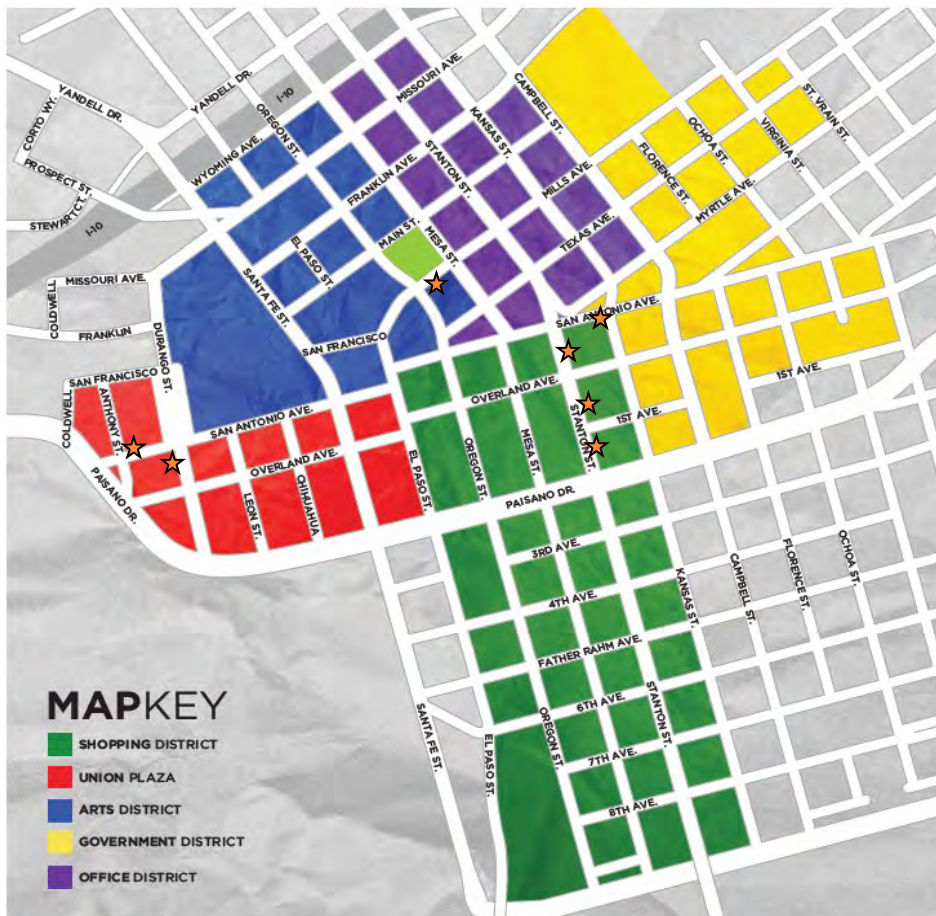 YANDELL DR.
CORTO WY.
PROSPECT ST.
STEWART CT.
I-10
YANDELL DR.
I-10
OREGON ST.
WYOMING AVE.
MISSOURI AVE.
CAMPBELL ST.
KANSAS ST.
STANTON ST.
FRANKLIN AVE.
MILLS AVE.
TEXAS AVE.
ST. VRAIN ST.
VIRGINIA ST.
OCHOA ST.
FLORENCE ST.
MYRTLE AVE.
MAIN ST.
MESA ST.
EL PASO ST.
SANTA FE ST.
MISSOURI AVE.
COLDWELL
FRANKLIN
DURANGO ST.
SAN FRANCISCO
SAN ANTONIO AVE.
SAN FRANCISCO
ANTHONY ST.
COLDWELL
PAISANO DR.
SAN ANTONIO AVE.
OVERLAND AVE.
LEON ST.
CHIHUAHUA
OVERLAND AVE.
1ST AVE.
1ST AVE.
EL PASO ST.
OREGON ST.
MESA ST.
STANTON ST.
PAISANO DR.
3RD AVE.
4TH AVE.
FATHER RAHM AVE.
6TH AVE.
7TH AVE.
8TH AVE.
KANSAS ST.
CAMPBELL ST.
FLORENCE ST.
OCHOA ST.
SANTA FE ST.
EL PASO ST.
OREGON ST.
STANTON ST.
MAPKEY
SHOPPING DISTRICT
UNION PLAZA
ARTS DISTRICT
GOVERNMENT DISTRICT
OFFICE DISTRICT